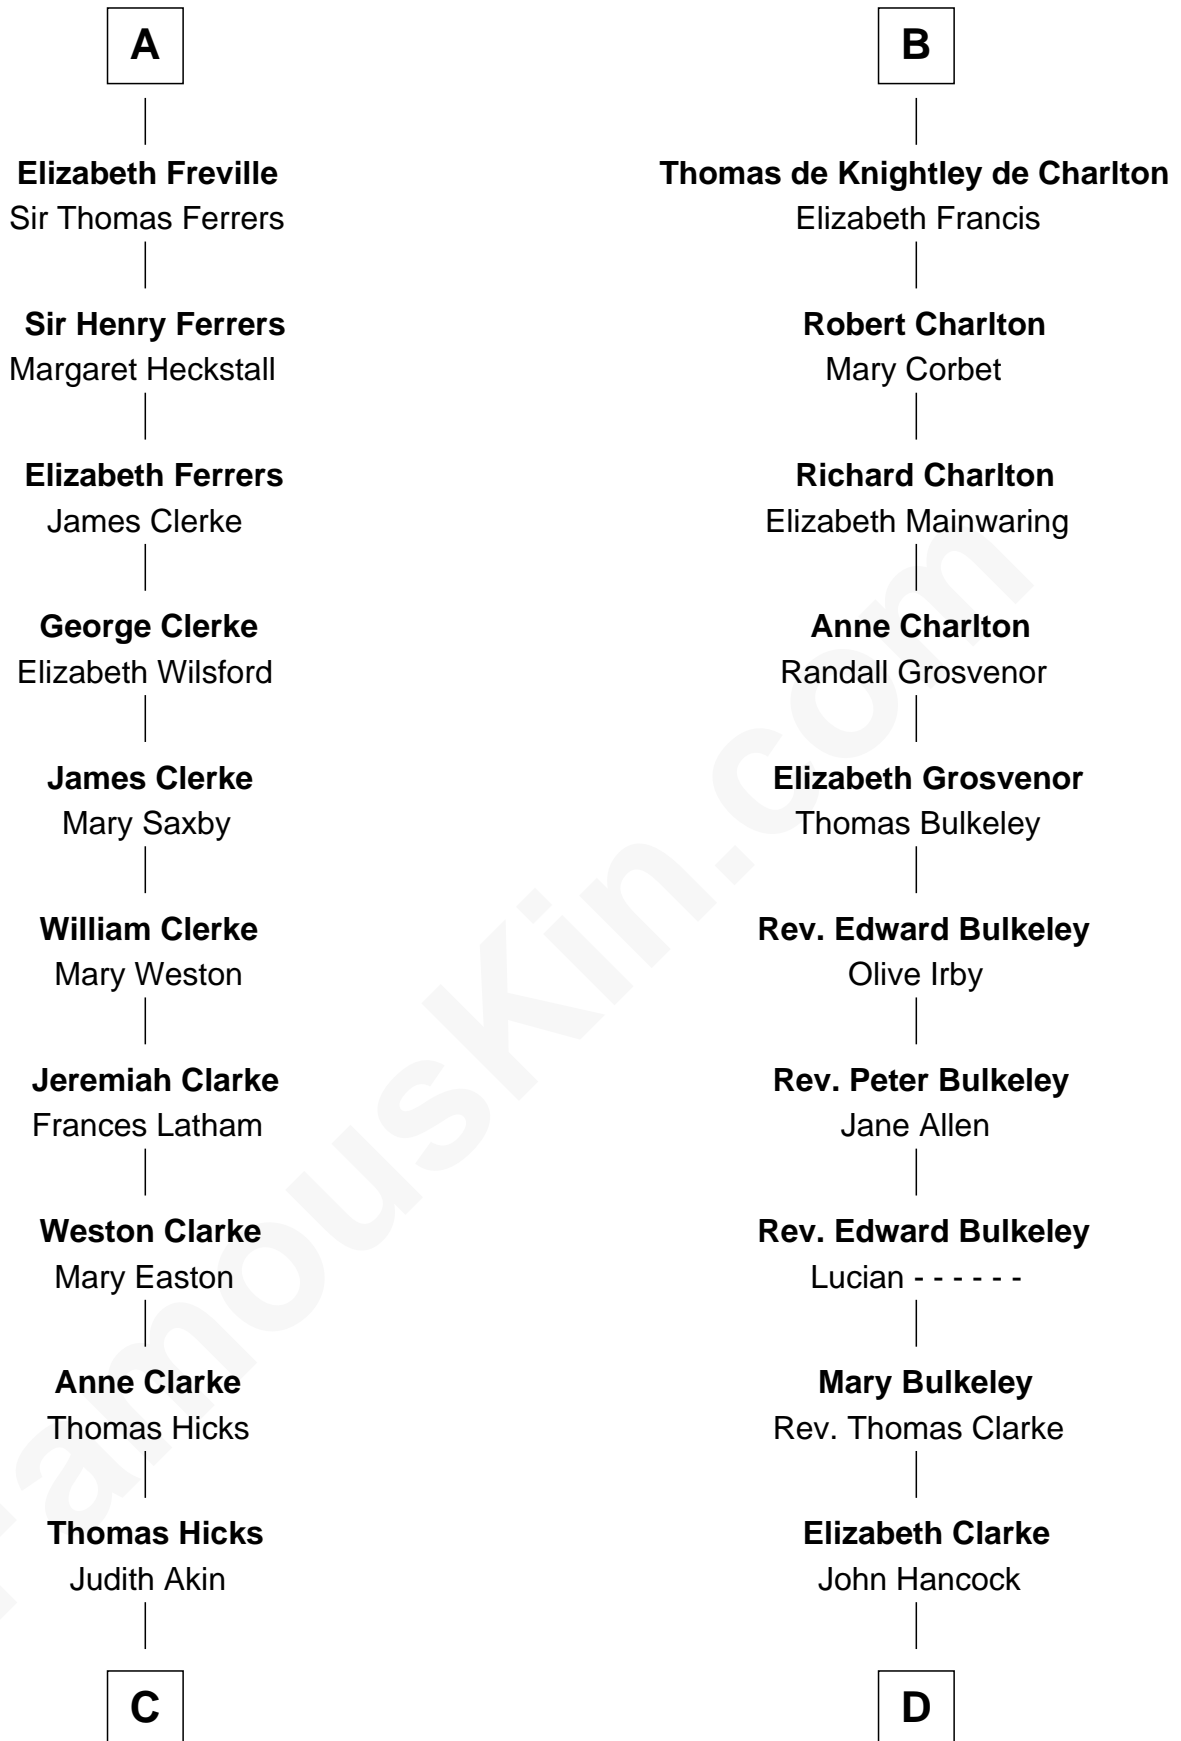 A
Elizabeth Freville
Sir Thomas Ferrers
Sir Henry Ferrers
Margaret Heckstall
Elizabeth Ferrers
James Clerke
George Clerke
Elizabeth Wilsford
James Clerke
Mary Saxby
William Clerke
Mary Weston
Jeremiah Clarke
Frances Latham
Weston Clarke
Mary Easton
Anne Clarke
Thomas Hicks
Thomas Hicks
Judith Akin
C
B
Thomas de Knightley de Charlton
Elizabeth Francis
Robert Charlton
Mary Corbet
Richard Charlton
Elizabeth Mainwaring
Anne Charlton
Randall Grosvenor
Elizabeth Grosvenor
Thomas Bulkeley
Rev. Edward Bulkeley
Olive Irby
Rev. Peter Bulkeley
Jane Allen
Rev. Edward Bulkeley
Lucian - - - - - -
Mary Bulkeley
Rev. Thomas Clarke
Elizabeth Clarke
John Hancock
D
FamousKin.com